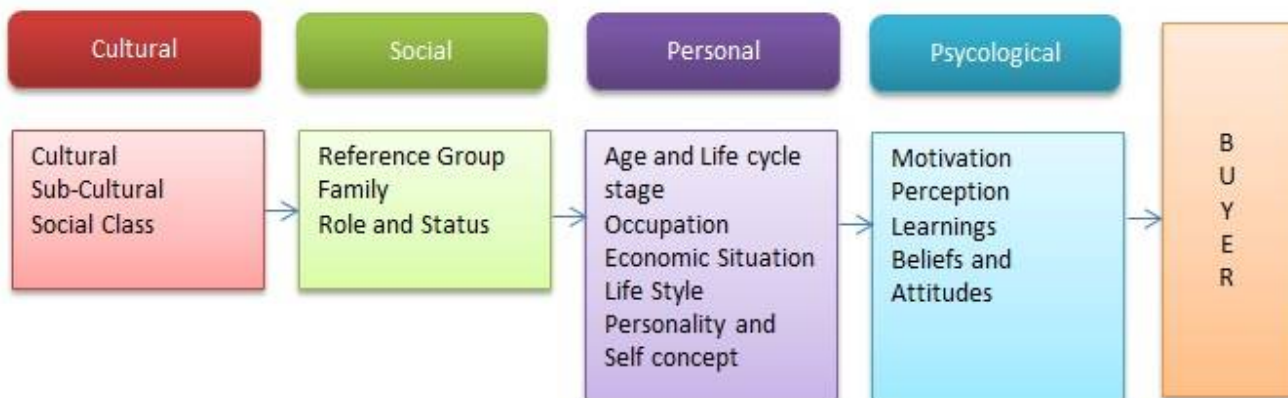 Cultural
Social
Personal
Psycological
Cultural
Sub-Cultural
Social Class
Reference Group
Family
Role and Status
Age and Life cycle
stage
Occupation
Economic Situation
Life Style
Personality and
Self concept
Motivation
Perception
Learnings
Beliefs and
Attitudes
B
U
Y
E
R